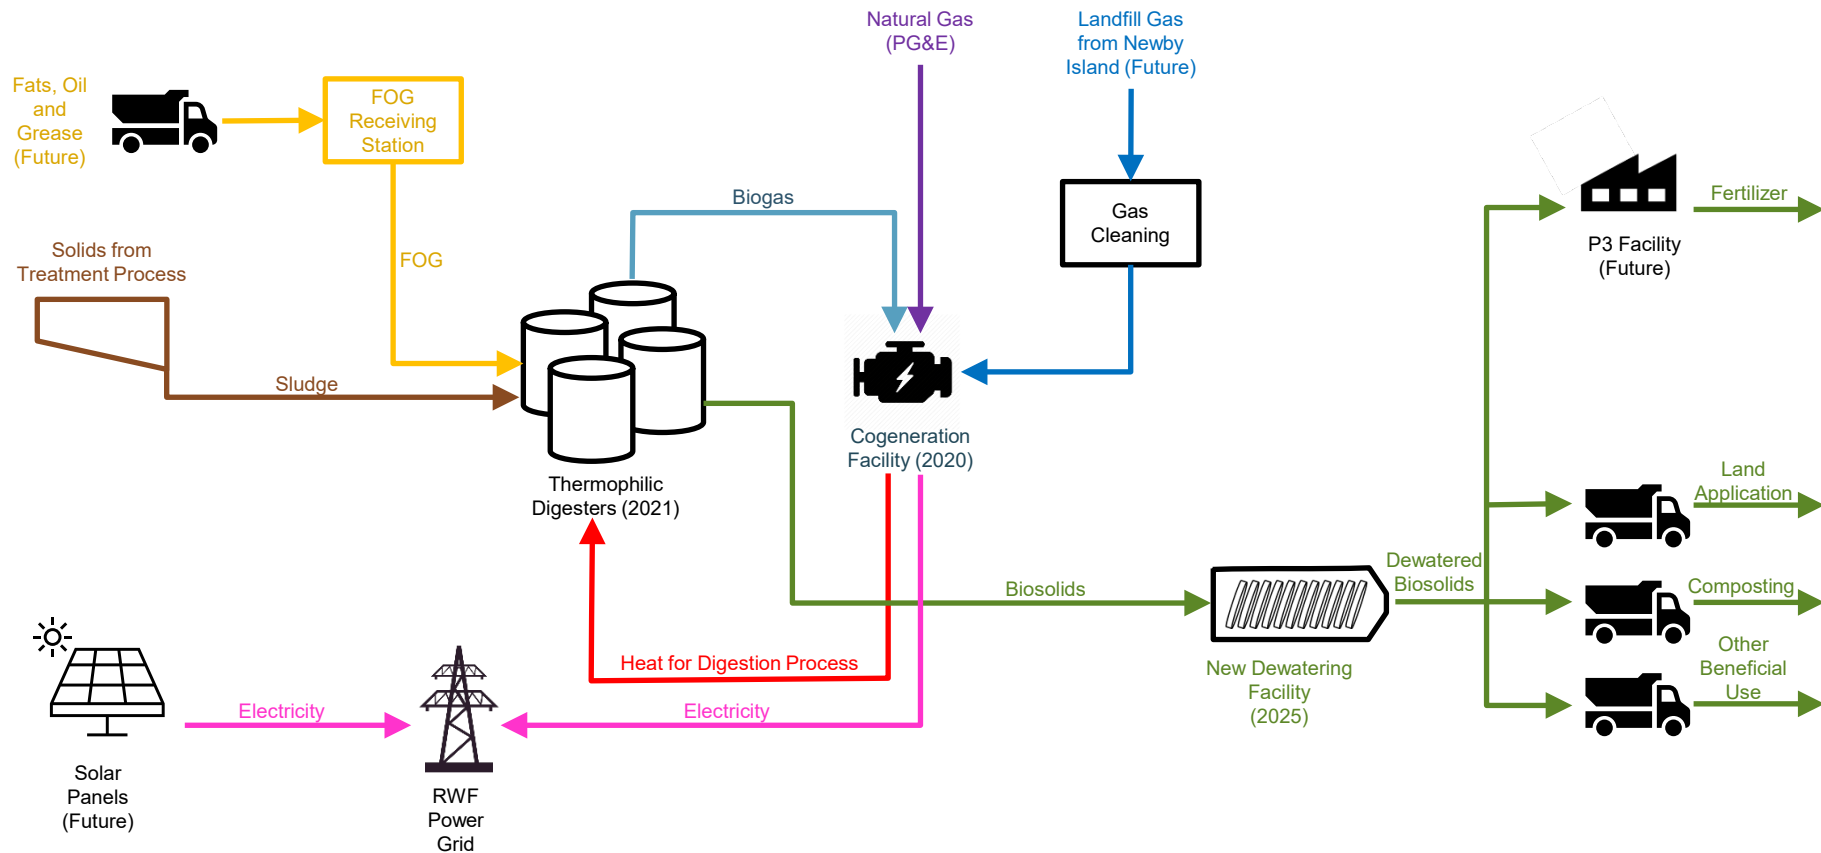 Natural Gas
(PG&E)
Landfill Gas
from Newby
Island (Future)
Fats, Oil
and
Grease
(Future)
FOG
Receiving
Station
Biogas
Gas
Cleaning
Fertilizer
P3 Facility
(Future)
Solids from
Treatment Process
FOG
Sludge
Cogeneration
Facility (2020)
Thermophilic
Digesters (2021)
Land
Application
Biosolids
Dewatered
Biosolids
Composting
Heat for Digestion Process
New Dewatering
Facility
(2025)
Other
Beneficial
Use
Electricity
Electricity
Solar
Panels
(Future)
RWF
Power
Grid